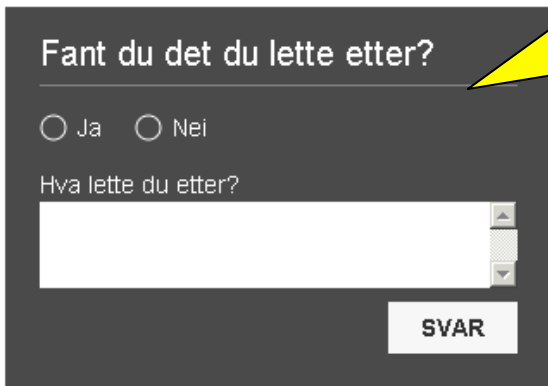 Fant du det du lette etter?
Ja Nei
Hva lette du etter?
SVAR